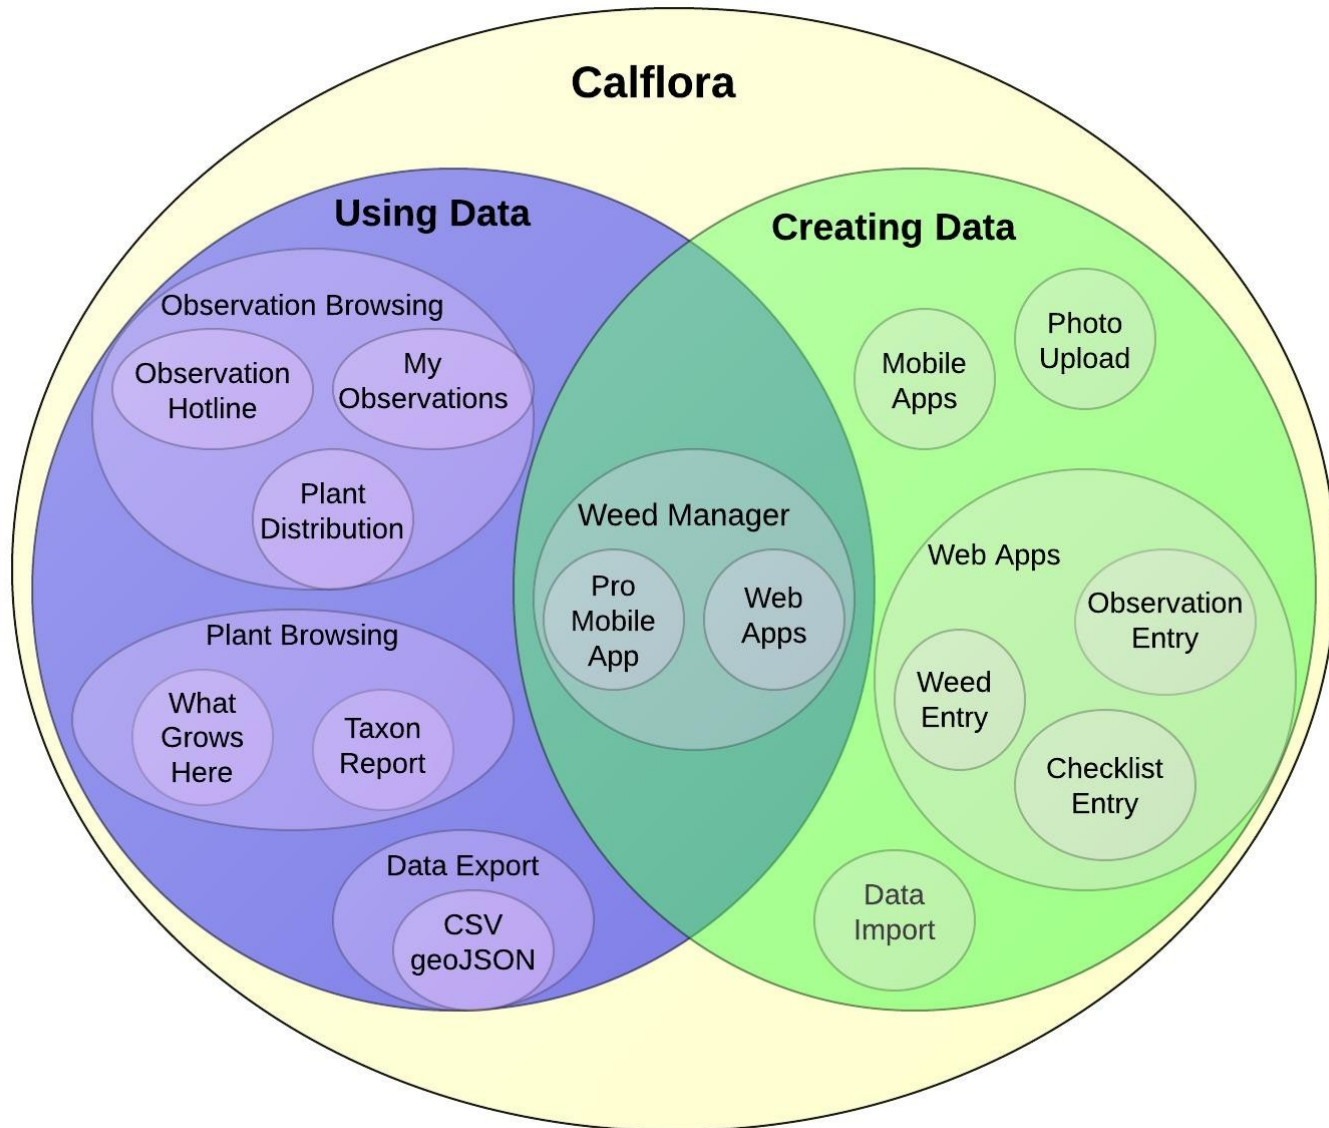 Calflora
Using Data
Observation Browsing
Observation
Hotline
My
Observations
Plant
Distribution
Plant Browsing
What
Grows
Here
Taxon
Report
Data Export
CSV
geoJSON
Weed Manager
Pro
Mobile
App
Web
Apps
Creating Data
Mobile
Apps
Photo
Upload
Web Apps
Observation
Entry
Weed
Entry
Checklist
Entry
Data
Import